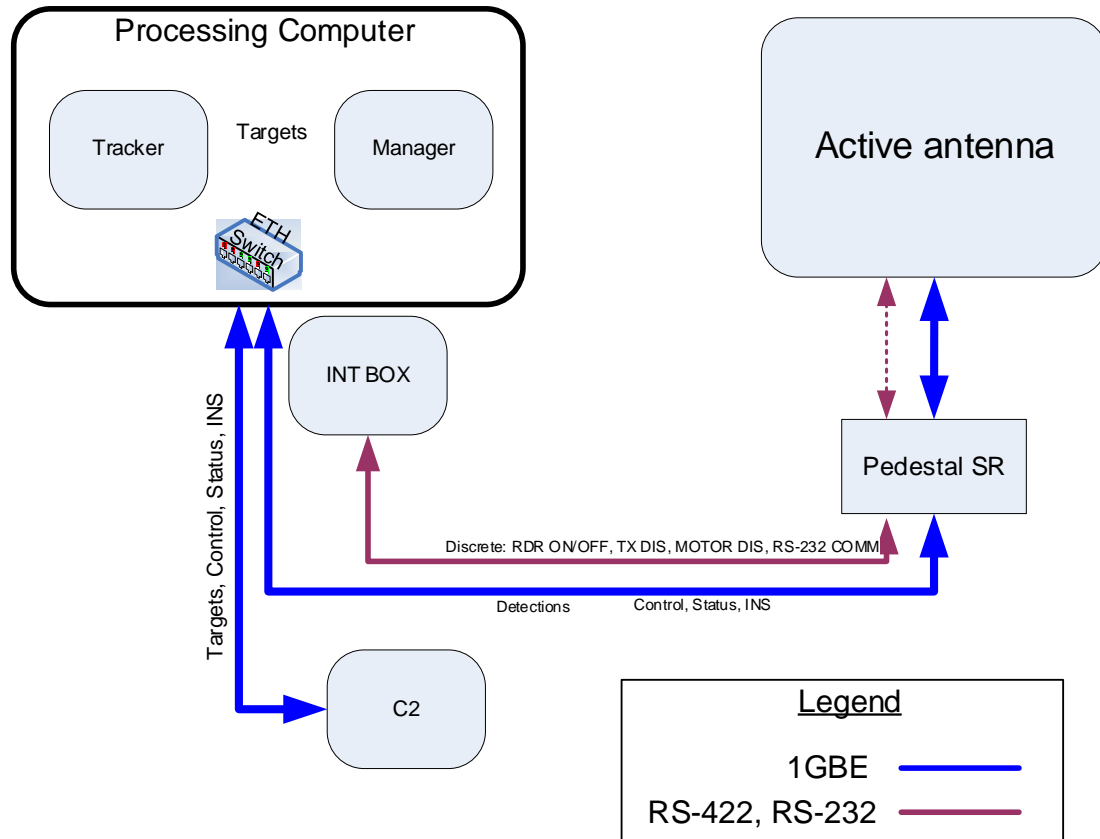 Processing Computer
Tracker
Targets
Manager
ETH
Switch
Active antenna
INT BOX
Pedestal SR
Targets, Control, Status, INS
Discrete: RDR ON/OFF, TX DIS, MOTOR DIS, RS-232 COMM
Detections
Control, Status, INS
C2
Legend
1GBE
RS-422, RS-232